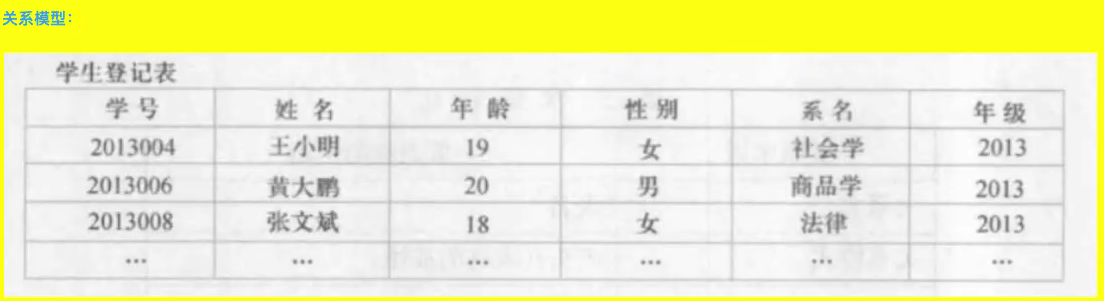 关系模型：
学生登记表
学号 姓名 年龄 性别 系名 年级
2013004 王小明 19 女 社会学 2013
2013006 黄大鹏 20 男 商品学 2013
2013008 张文斌 18 女 法律 2013
… … … … … …